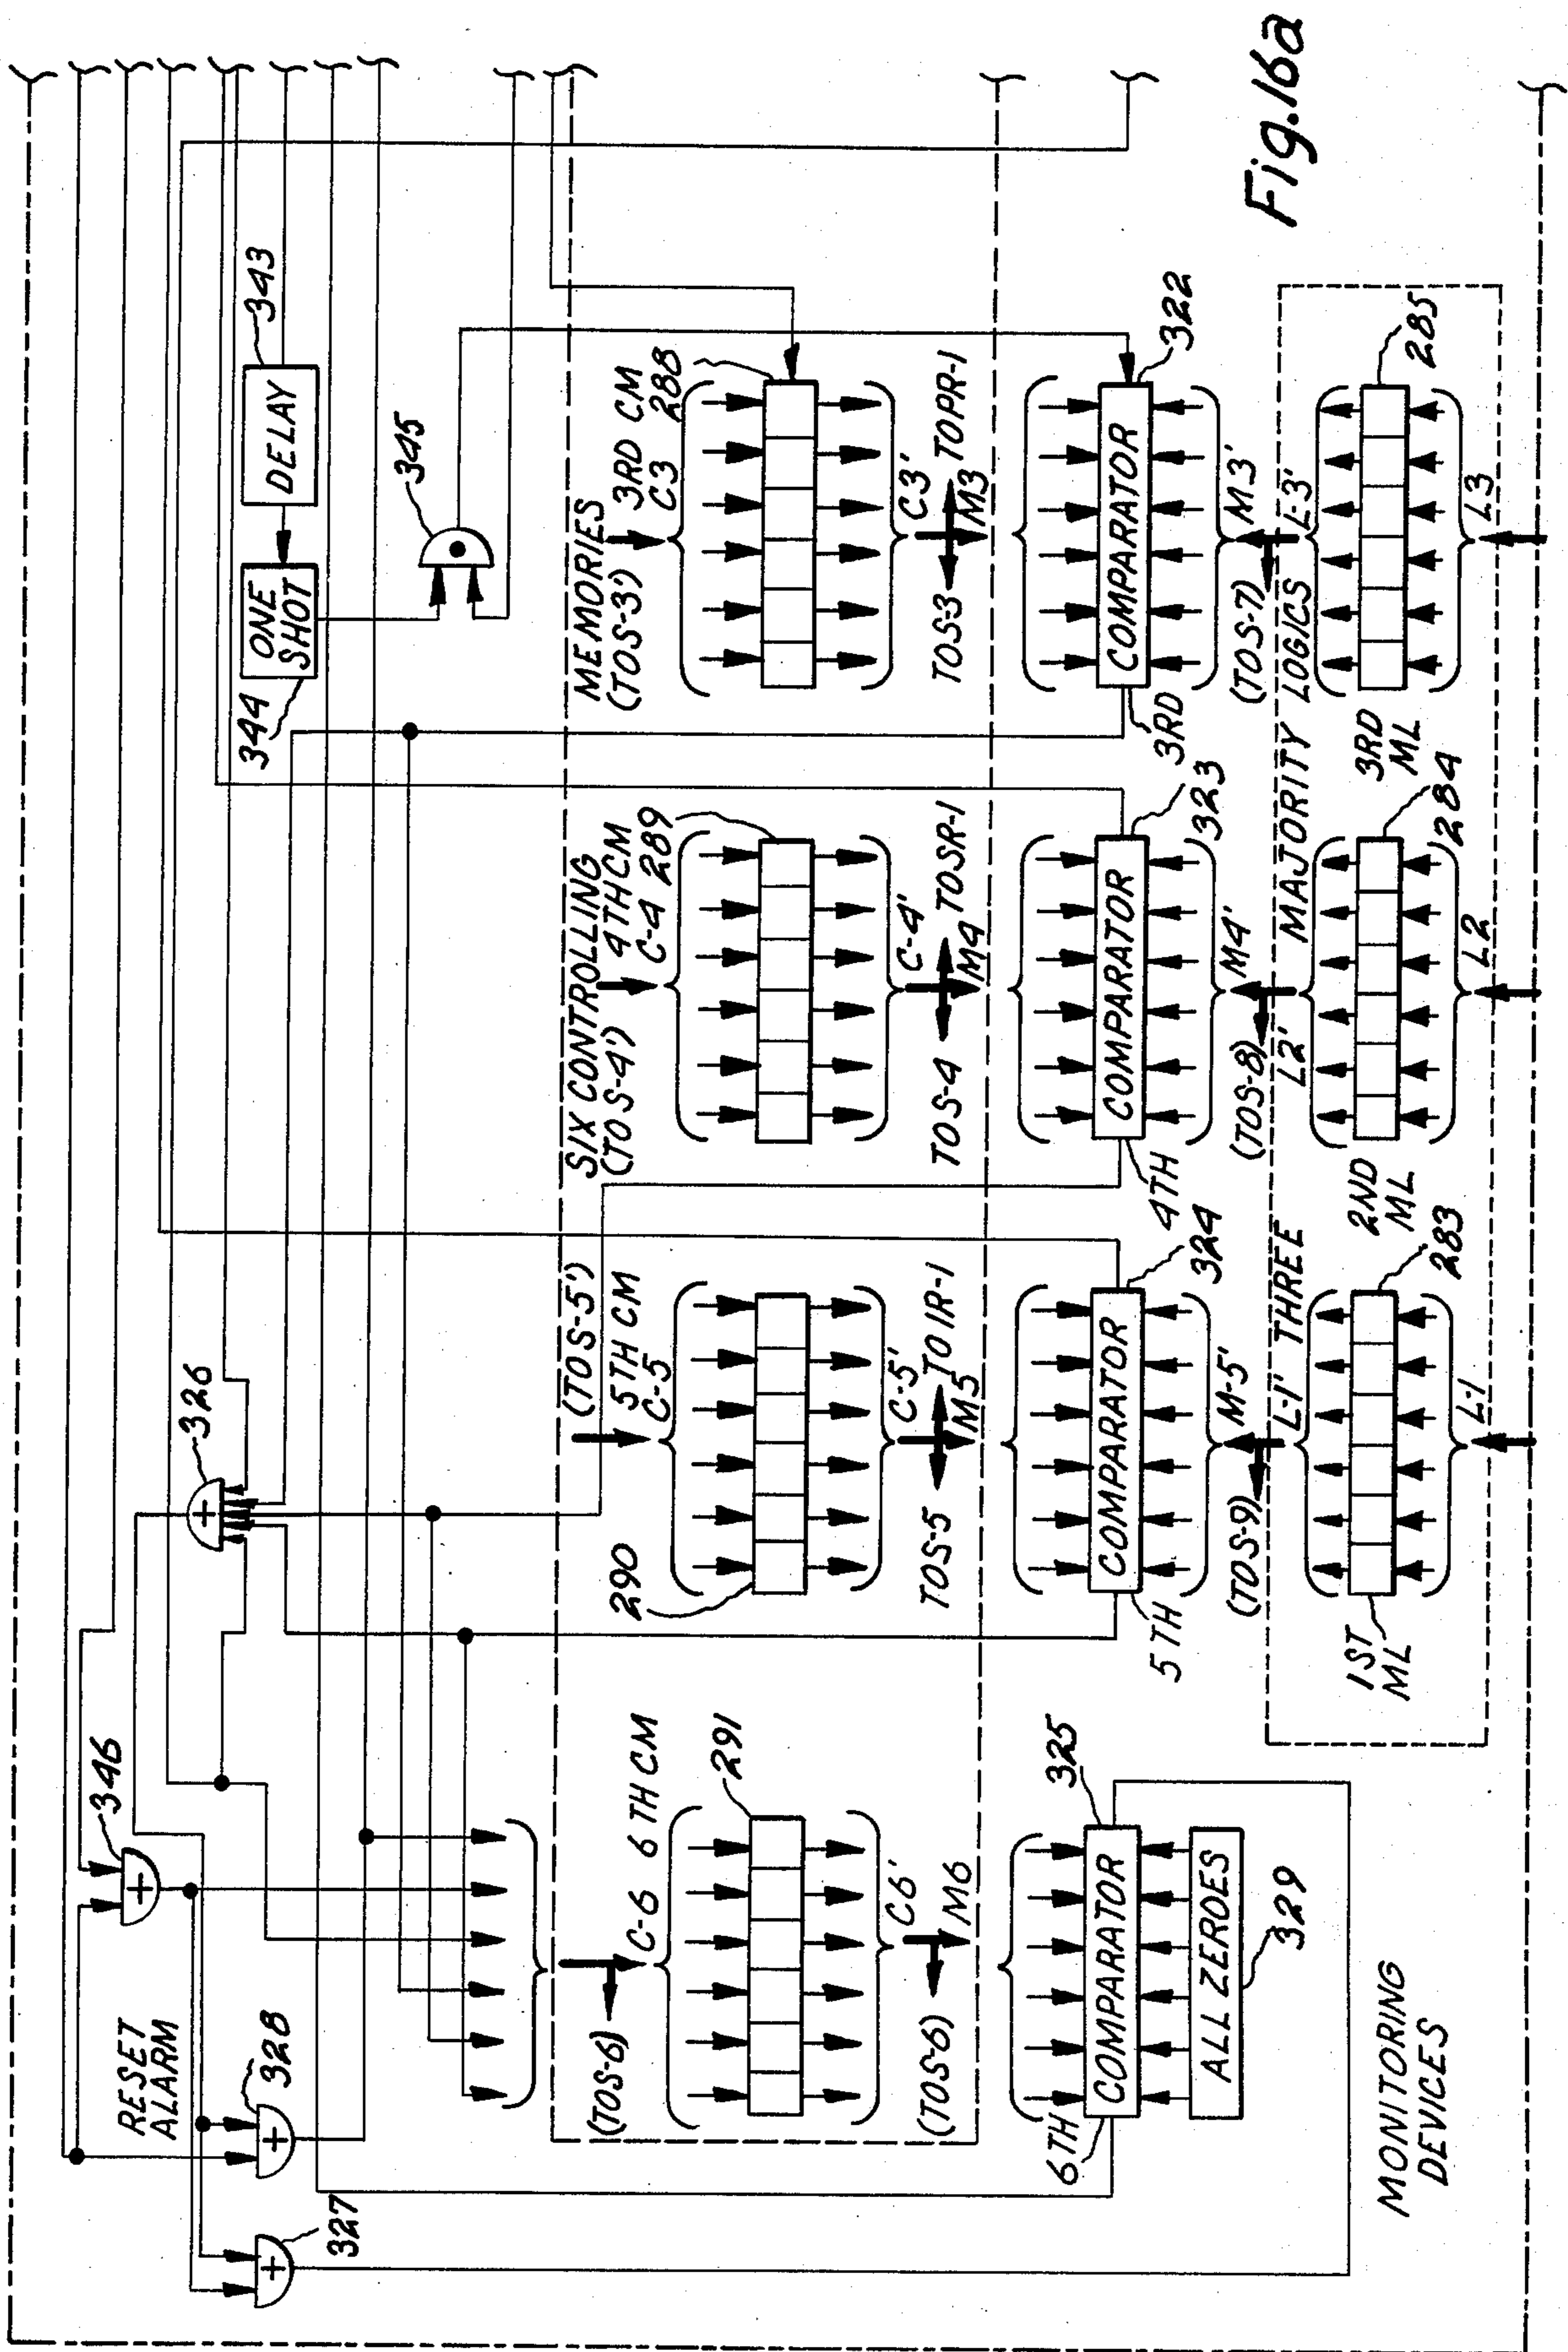 Fig. 16a
RESET
ALARM
346
326
328
327
344
ONE
SHOT
DELAY
343
345
SIX CONTROLLING
MEMORIES
(TOS-6)
C-6
6TH CM
291
C6'
(TOS-6)
M6
(TOS-5')
5TH CM
C-5
290
C-5'
TOS-5
TO IR-1
M5
(TOS-4')
4TH CM
C-4
289
C-4'
TOS-4
TOSR-1
M4
(TOS-3')
3RD CM
C3
288
C3'
TOS-3
TOPR-1
M3
6TH
COMPARATOR
325
ALL ZEROES
329
5TH
COMPARATOR
324
M-5'
(TOS-9)
4TH
COMPARATOR
323
M4'
(TOS-8)
3RD
COMPARATOR
322
M3'
(TOS-7)
THREE
MAJORITY LOGICS
L-1'
1ST
ML
283
L-1
L2'
2ND
ML
284
L2
L-3'
3RD
ML
285
L3
MONITORING
DEVICES